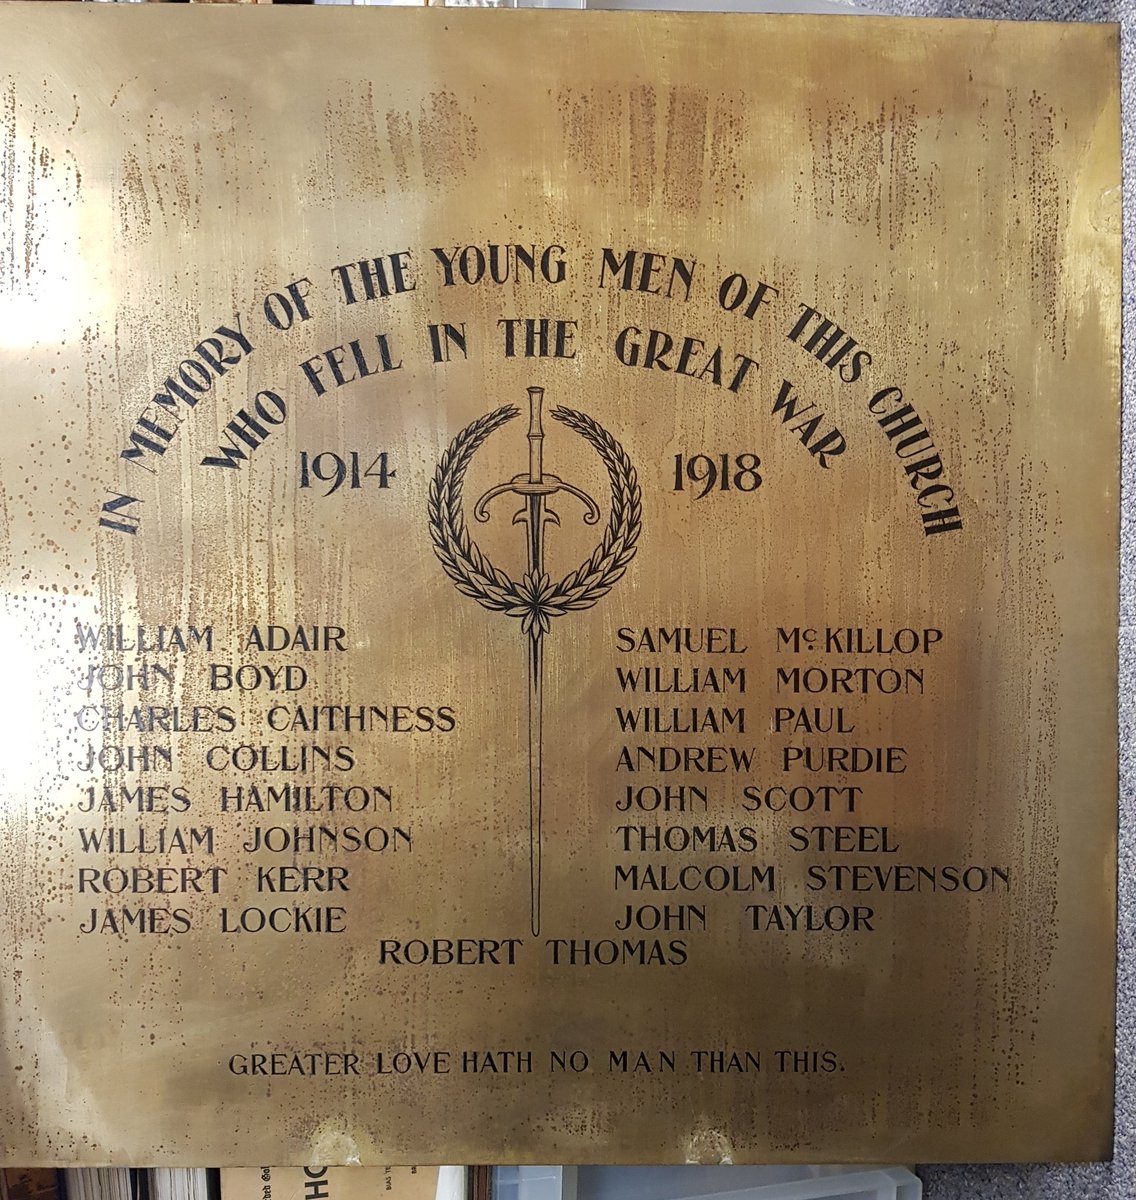 IN MEMORY OF THE YOUNG MEN OF THIS CHURCH
WHO FELL IN THE GREAT WAR
1914 1918
WILLIAM ADAIR
JOHN BOYD
CHARLES CAITHNESS
JOHN COLLINS
JAMES HAMILTON
WILLIAM JOHNSON
ROBERT KERR
JAMES LOCKIE
SAMUEL McKILLOP
WILLIAM MORTON
WILLIAM PAUL
ANDREW PURDIE
JOHN SCOTT
THOMAS STEEL
MALCOLM STEVENSON
JOHN TAYLOR
ROBERT THOMAS
GREATER LOVE HATH NO MAN THAN THIS.